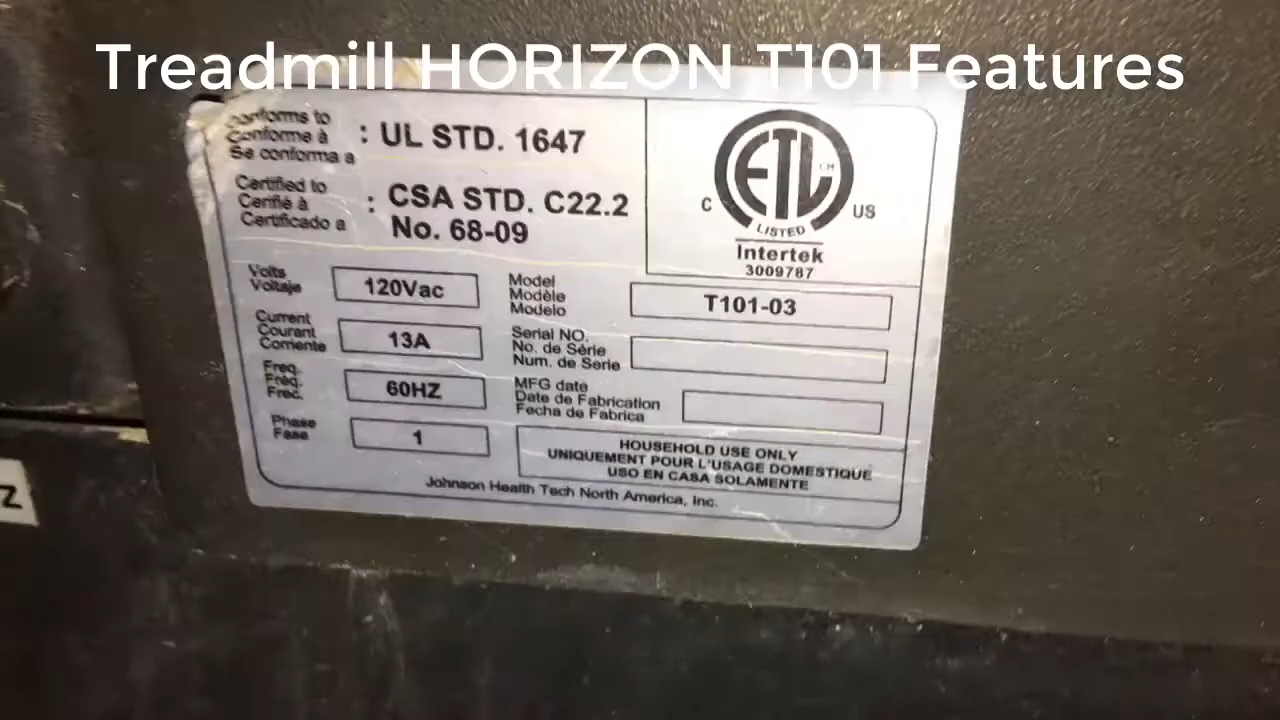 Treadmill HORIZON T101 Features
Conforms to
Conforme à
Se conforma a
: UL STD. 1647
Certified to
Cerifié à
Certificado a
: CSA STD. C22.2
No. 68-09
ETL CM
C US
LISTED
Intertek
3009787
Volts
Voltaje
120Vac
Current
Courant
Corriente
13A
Freq.
Fréq.
Frec.
60HZ
Phase
Fase
1
Model
Modèle
Modelo
T101-03
Serial NO.
No. de Série
Num. de Serie
MFG date
Date de Fabrication
Fecha de Fabrica
HOUSEHOLD USE ONLY
UNIQUEMENT POUR L'USAGE DOMESTIQUE
USO EN CASA SOLAMENTE
Johnson Health Tech North America, Inc.
Z